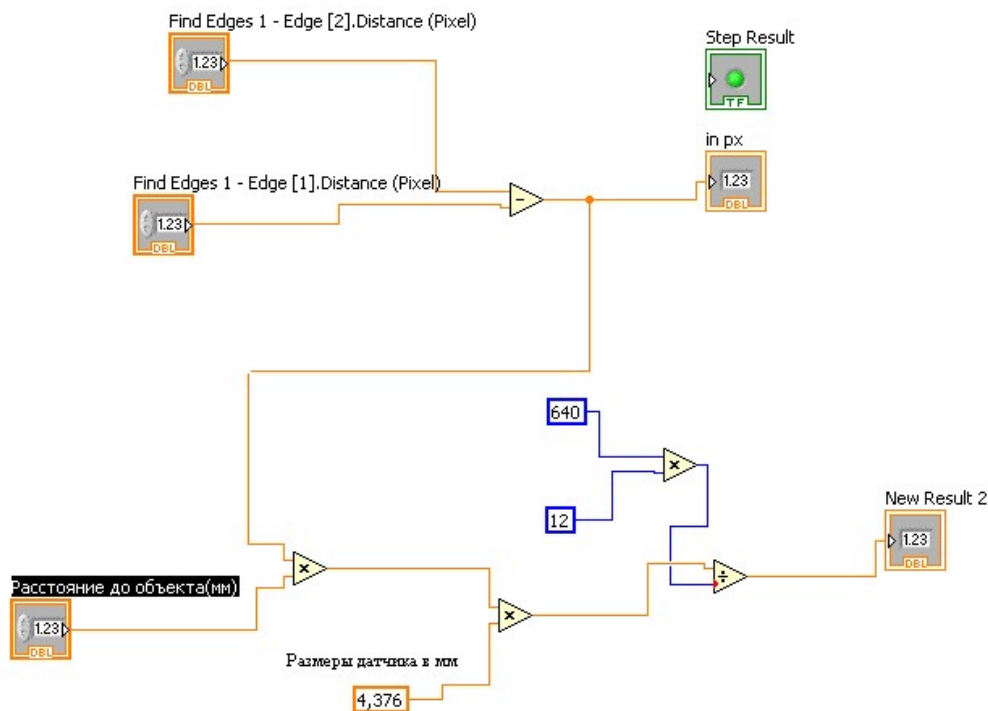 Find Edges 1 - Edge [2].Distance (Pixel)
1.23
DBL
Step Result
TF
in px
1.23
DBL
Find Edges 1 - Edge [1].Distance (Pixel)
1.23
DBL
-
640
x
12
New Result 2
1.23
DBL
÷
x
Расстояние до объекта(мм)
1.23
DBL
x
Размеры датчика в мм
4,376